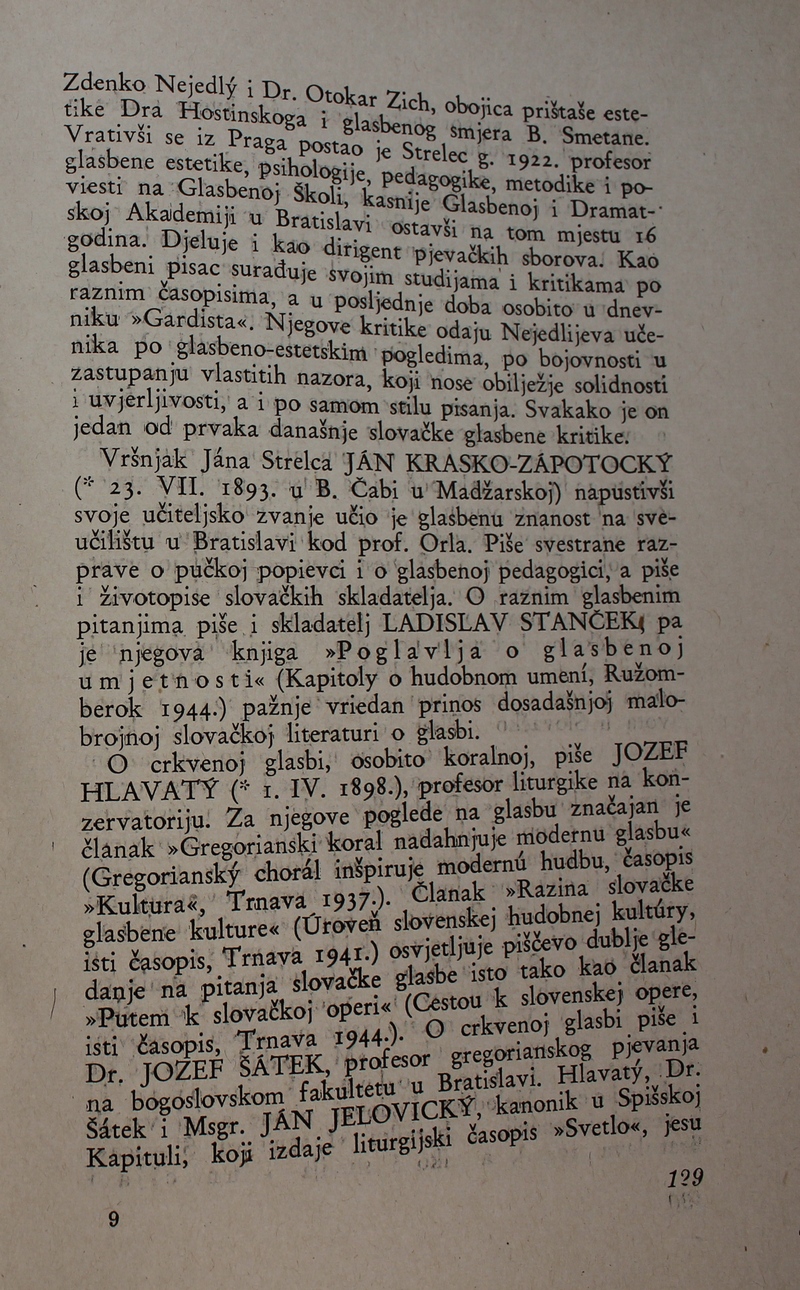 Zdenko Nejedlý i Dr. Otokar Zich, obojica pristaše este-
tike Dra Hostinskoga i glasbenog smjera B. Smetane.
Vrativši se iz Praga postao je Strelec g. 1922. profesor
glasbene estetike, psihologije, pedagogike, metodike i po-
viesti na Glasbenoj Školi, kasnije Glasbenoj i Dramat-
skoj Akademiji u Bratislavi ostavši na tom mjestu 16
godina. Djeluje i kao dirigent pjevačkih sborova. Kao
glasbeni pisac surađuje svojim studijama i kritikama po
raznim časopisima, a u posljednje doba osobito u dnev-
niku »Gardista«. Njegove kritike odaju Nejedlijeva uče-
nika po glasbeno-estetskim pogledima, po bojovnosti u
zastupanju vlastitih nazora, koji nose obilježje solidnosti
i uvjerljivosti, a i po samom stilu pisanja. Svakako je on
jedan od prvaka današnje slovačke glasbene kritike.
Vršnjak Jána Strelca JÁN KRASKO-ZÁPOTOCKÝ
(* 23. VII. 1893. u B. Čabi u Madžarskoj) napustivši
svoje učiteljsko zvanje učio je glasbenu znanost na sve-
učilištu u Bratislavi kod prof. Orla. Piše svestrane raz-
prave o pučkoj popievci i o glasbenoj pedagogici, a piše
i životopise slovačkih skladatelja. O raznim glasbenim
pitanjima piše i skladatelj LADISLAV STANČEK, pa
je njegova knjiga »Poglavlja o glasbenoj
umjetnosti« (Kapitoly o hudobnom umení, Ružom-
berok 1944.) pažnje vriedan prinos dosadašnjoj malo-
brojnoj slovačkoj literaturi o glasbi.
O crkvenoj glasbi, osobito koralnoj, piše JOZEF
HLAVATÝ (* 1. IV. 1898.), profesor liturgike na kon-
zervatoriju. Za njegove poglede na glasbu značajan je
članak »Gregorianski koral nadahnjuje modernu glasbu«
(Gregorianský chorál inšpiruje modernú hudbu, časopis
»Kultura«, Trnava 1937.). Članak »Razina slovačke
glasbene kulture« (Úroveň slovenskej hudobnej kultúry,
isti časopis, Trnava 1941.) osvjetljuje piščevo dublje gle-
danje na pitanja slovačke glasbe isto tako kao članak
»Putem k slovačkoj operi« (Cestou k slovenskej opere,
isti časopis, Trnava 1944.). O crkvenoj glasbi piše i
Dr. JOZEF ŠÁTEK, profesor gregorianskog pjevanja
na bogoslovskom fakultetu u Bratislavi. Hlavatý, Dr.
Šátek i Msgr. JÁN JELOVICKÝ, kanonik u Spišskoj
Kapituli, koji izdaje liturgijski časopis »Svetlo«, jesu
129
9